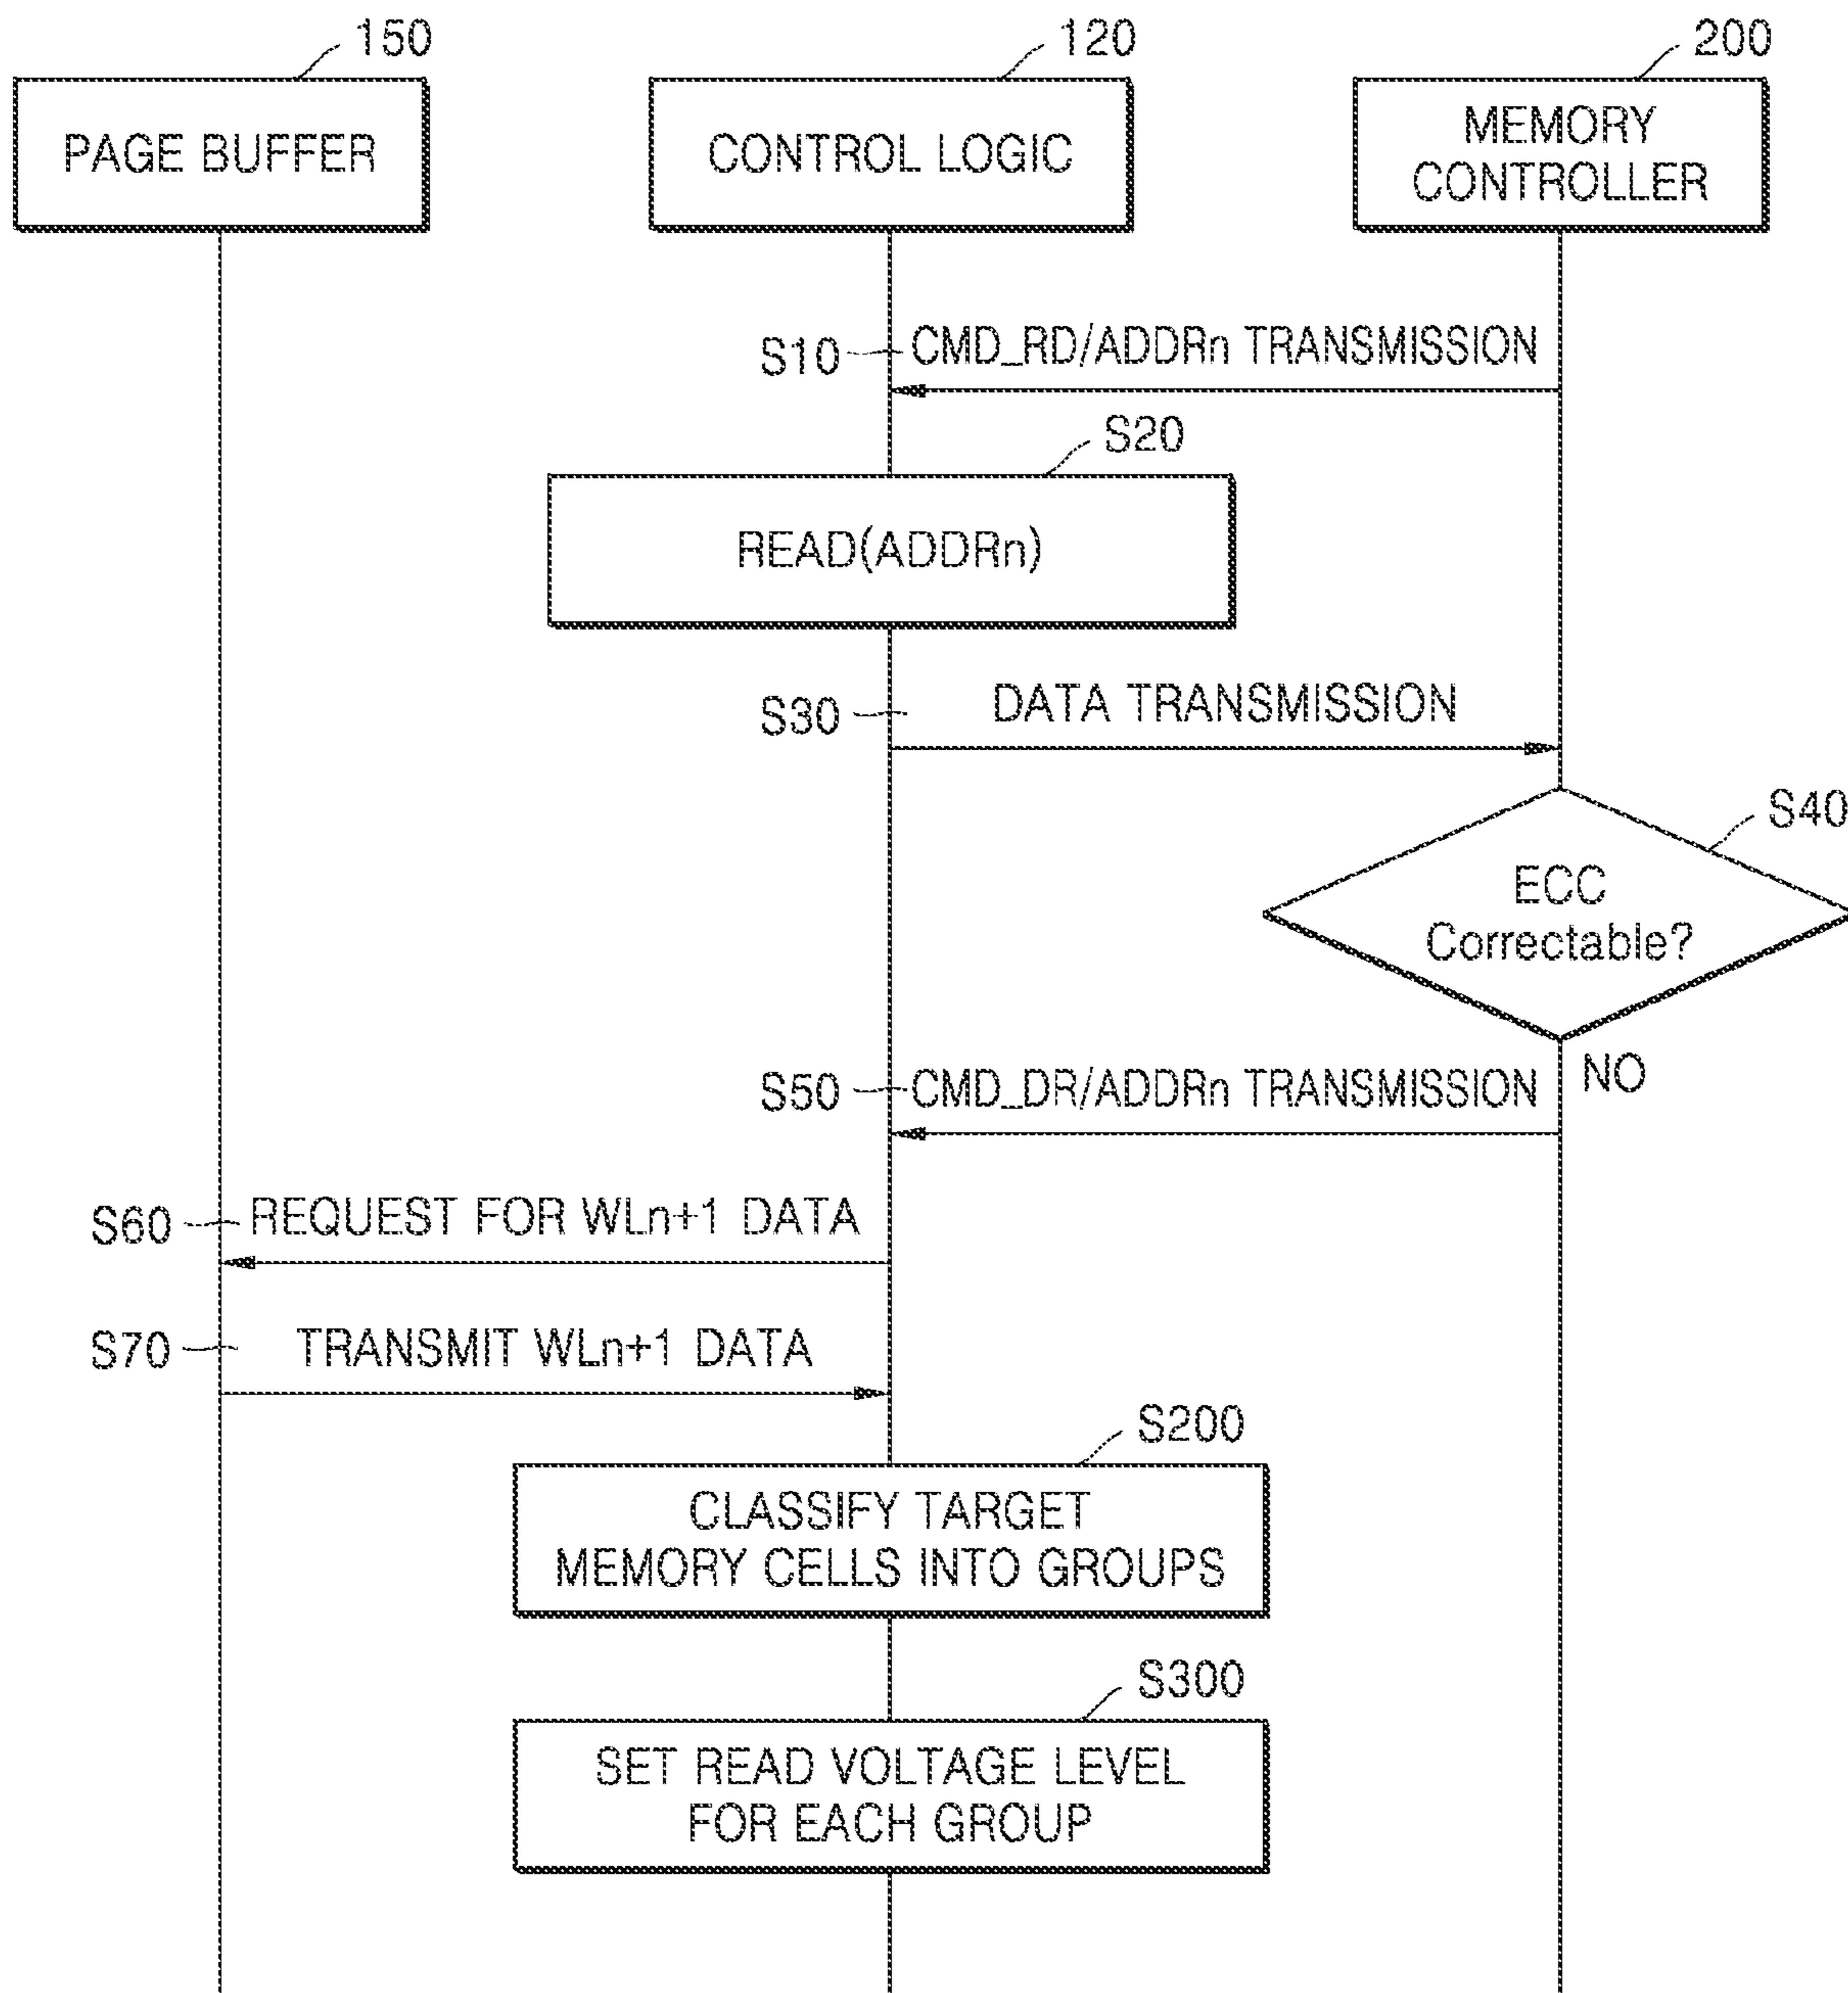 150
120
200
PAGE BUFFER
CONTROL LOGIC
MEMORY
CONTROLLER
S10
CMD_RD/ADDRn TRANSMISSION
S20
READ(ADDRn)
S30
DATA TRANSMISSION
S40
ECC
Correctable?
NO
S50
CMD_DR/ADDRn TRANSMISSION
S60
REQUEST FOR WLn+1 DATA
S70
TRANSMIT WLn+1 DATA
S200
CLASSIFY TARGET
MEMORY CELLS INTO GROUPS
S300
SET READ VOLTAGE LEVEL
FOR EACH GROUP